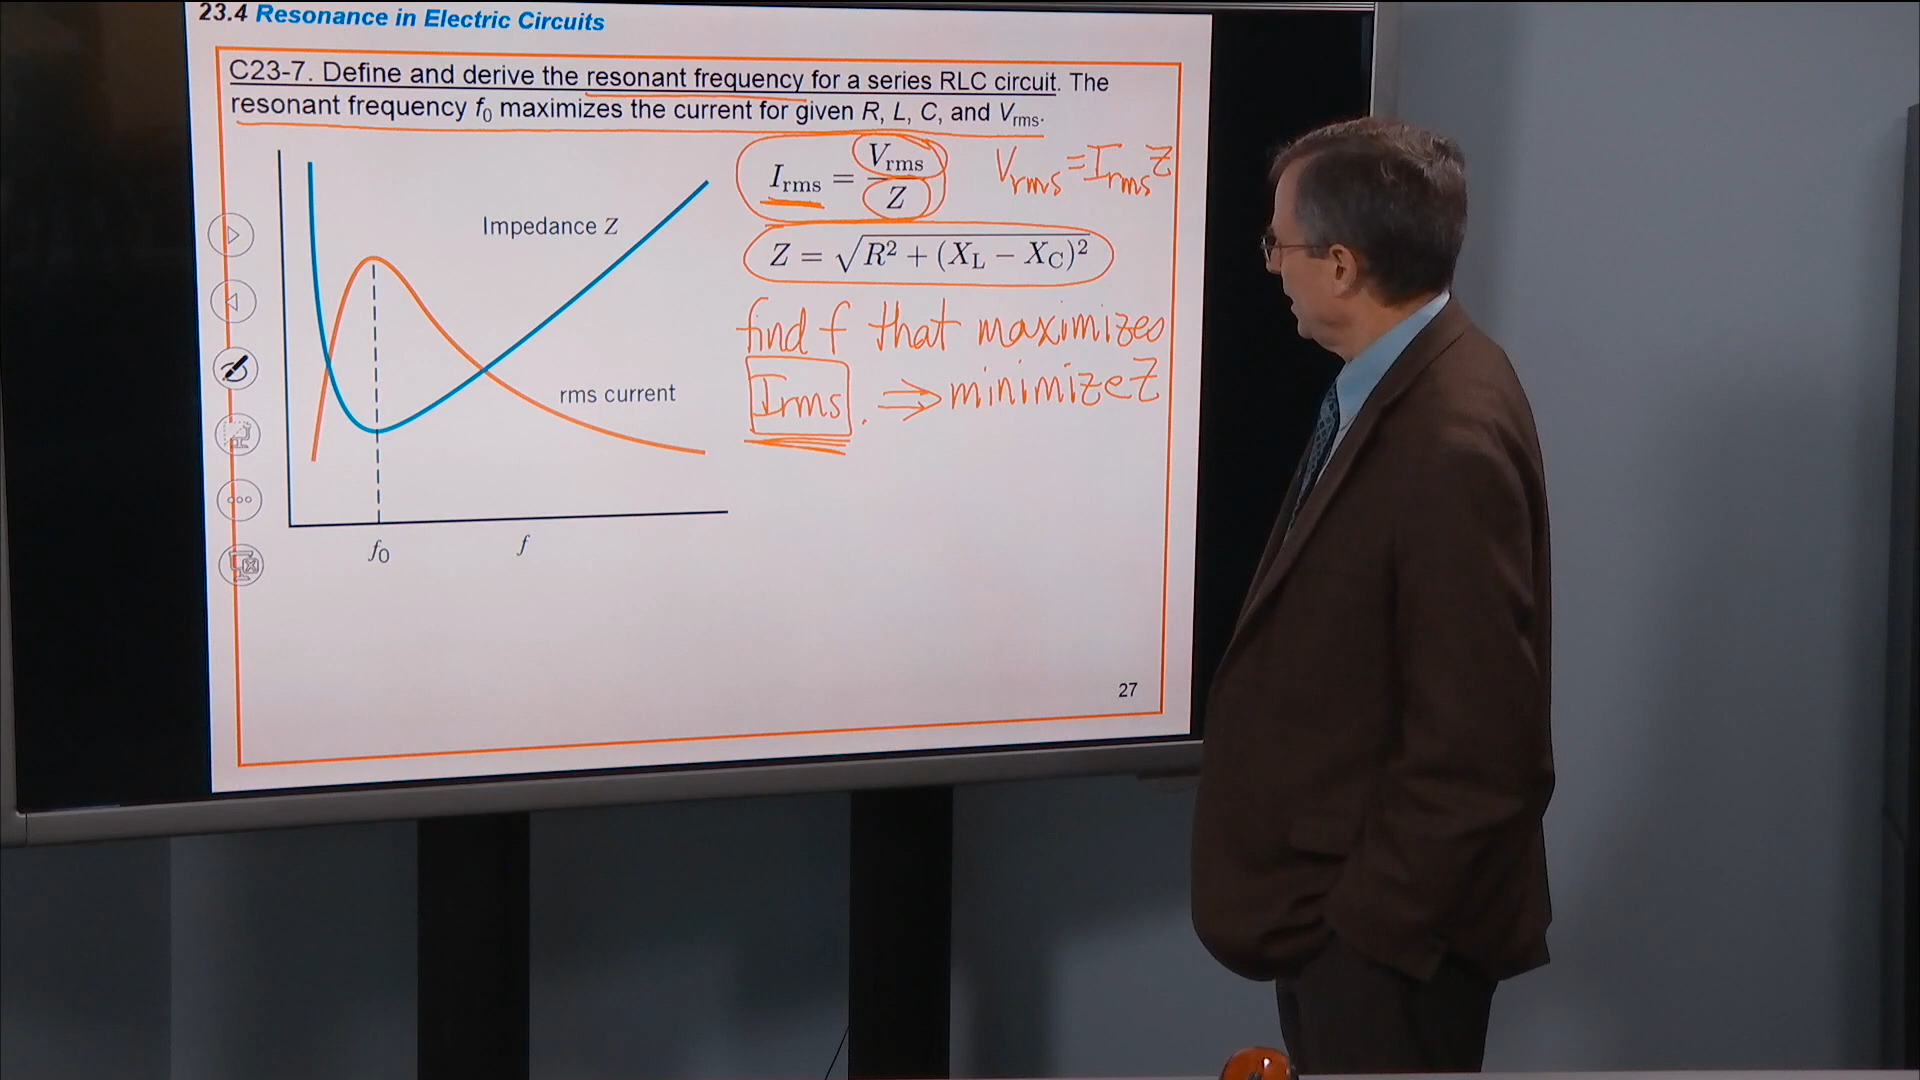 23.4 Resonance in Electric Circuits
C23-7. Define and derive the resonant frequency for a series RLC circuit. The
resonant frequency f₀ maximizes the current for given R, L, C, and Vrms.
Irms = Vrms / Z
Vrms = Irms Z
Z = √R² + (XL − XC)²
find f that maximizes
Irms. ⇒ minimize Z
Impedance Z
rms current
f₀
f
27